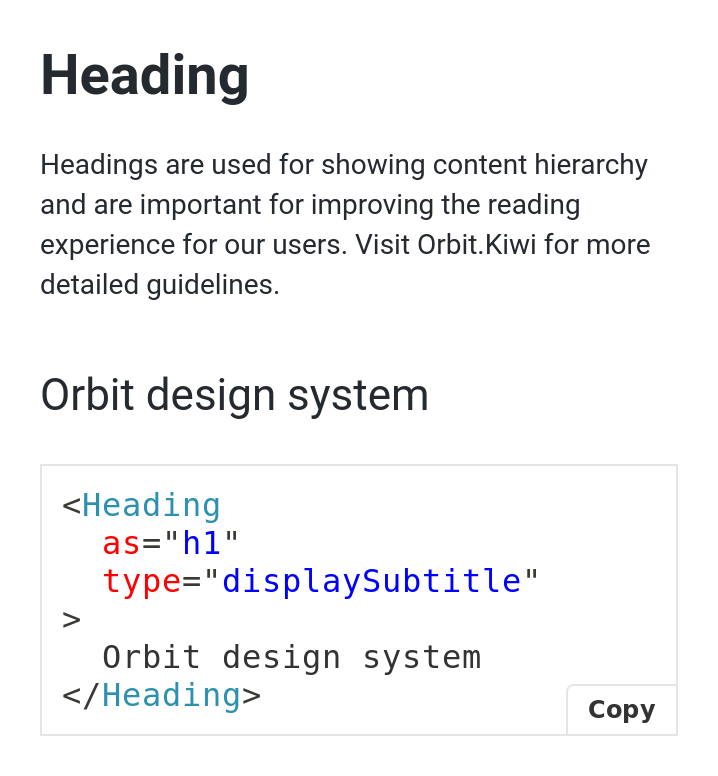 Heading
Headings are used for showing content hierarchy
and are important for improving the reading
experience for our users. Visit Orbit.Kiwi for more
detailed guidelines.
Orbit design system
<Heading
  as="h1"
  type="displaySubtitle"
>
  Orbit design system
</Heading>
Copy